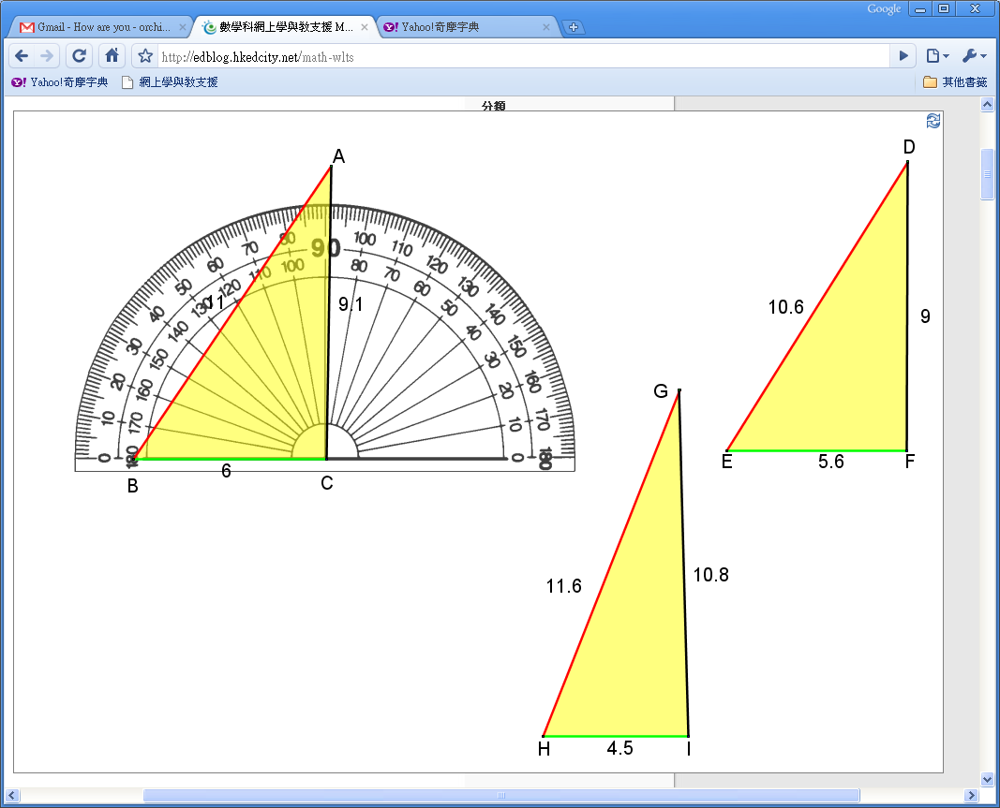 Google
Gmail - How are you - orchi...
數學科網上學與教支援 M...
Yahoo!奇摩字典
http://edblog.hkedcity.net/math-wlts
Yahoo!奇摩字典
網上學與教支援
其他書籤
分類
A
D
0 10 20 30 40 50 60 70 80 90 100 110 120 130 140 150 160 170 180
180 170 160 150 140 130 120 110 100 80 70 60 50 40 30 20 10 0
11
9.1
10.6
9
G
6
B
C
E
5.6
F
11.6
10.8
H
4.5
I